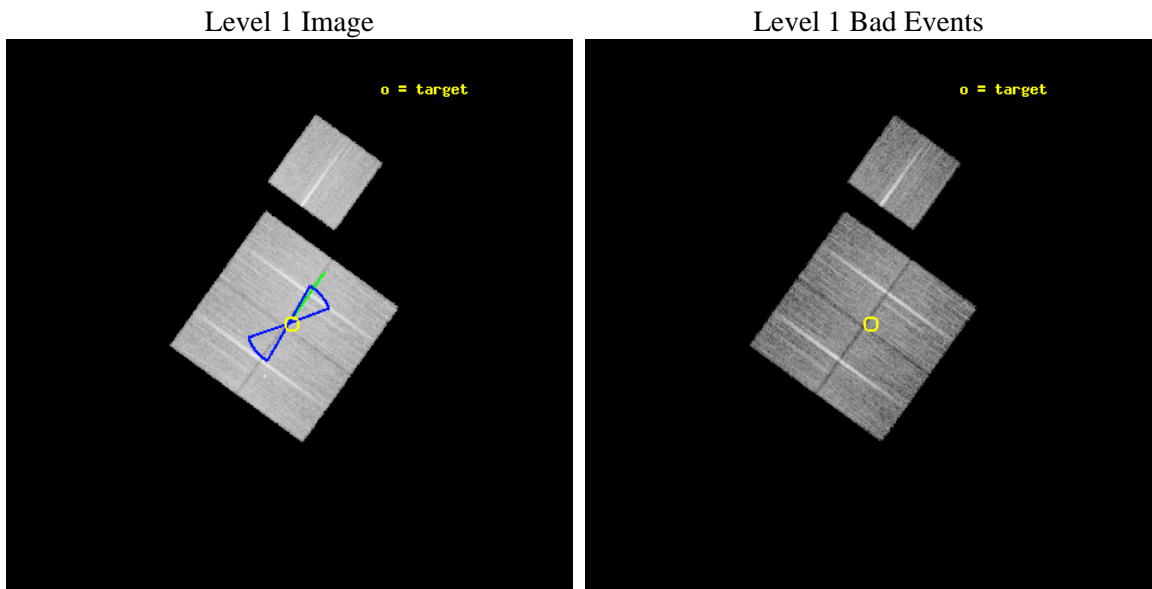 Level 1 Image
Level 1 Bad Events
o = target
o = target